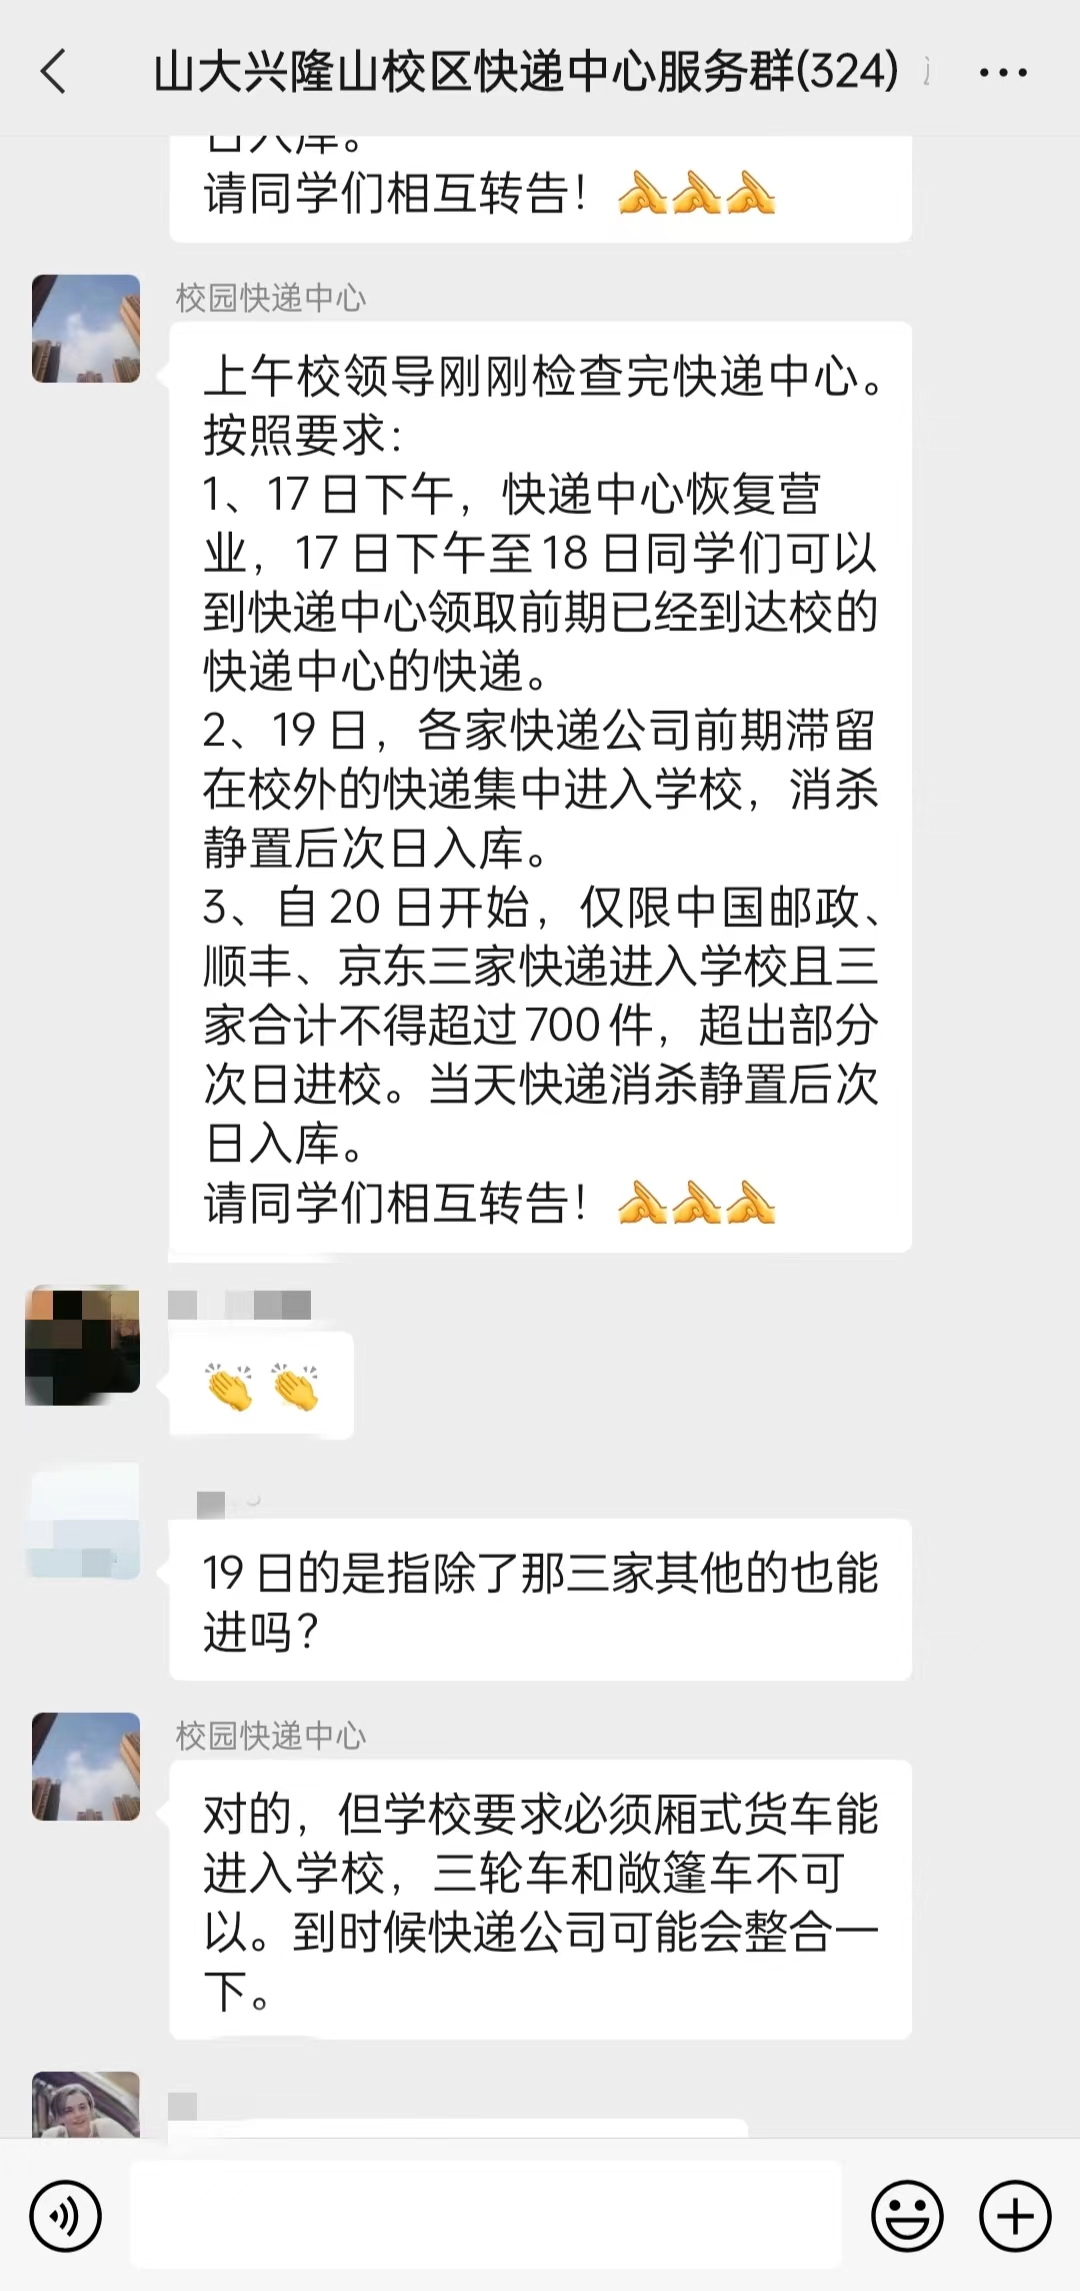 山大兴隆山校区快递中心服务群(324)
日入库。
请同学们相互转告！
校园快递中心
上午校领导刚刚检查完快递中心。
按照要求：
1、17日下午，快递中心恢复营
业，17日下午至18日同学们可以
到快递中心领取前期已经到达校的
快递中心的快递。
2、19日，各家快递公司前期滞留
在校外的快递集中进入学校，消杀
静置后次日入库。
3、自20日开始，仅限中国邮政、
顺丰、京东三家快递进入学校且三
家合计不得超过700件，超出部分
次日进校。当天快递消杀静置后次
日入库。
请同学们相互转告！
19日的是指除了那三家其他的也能
进吗？
校园快递中心
对的，但学校要求必须厢式货车能
进入学校，三轮车和敞篷车不可
以。到时候快递公司可能会整合一
下。